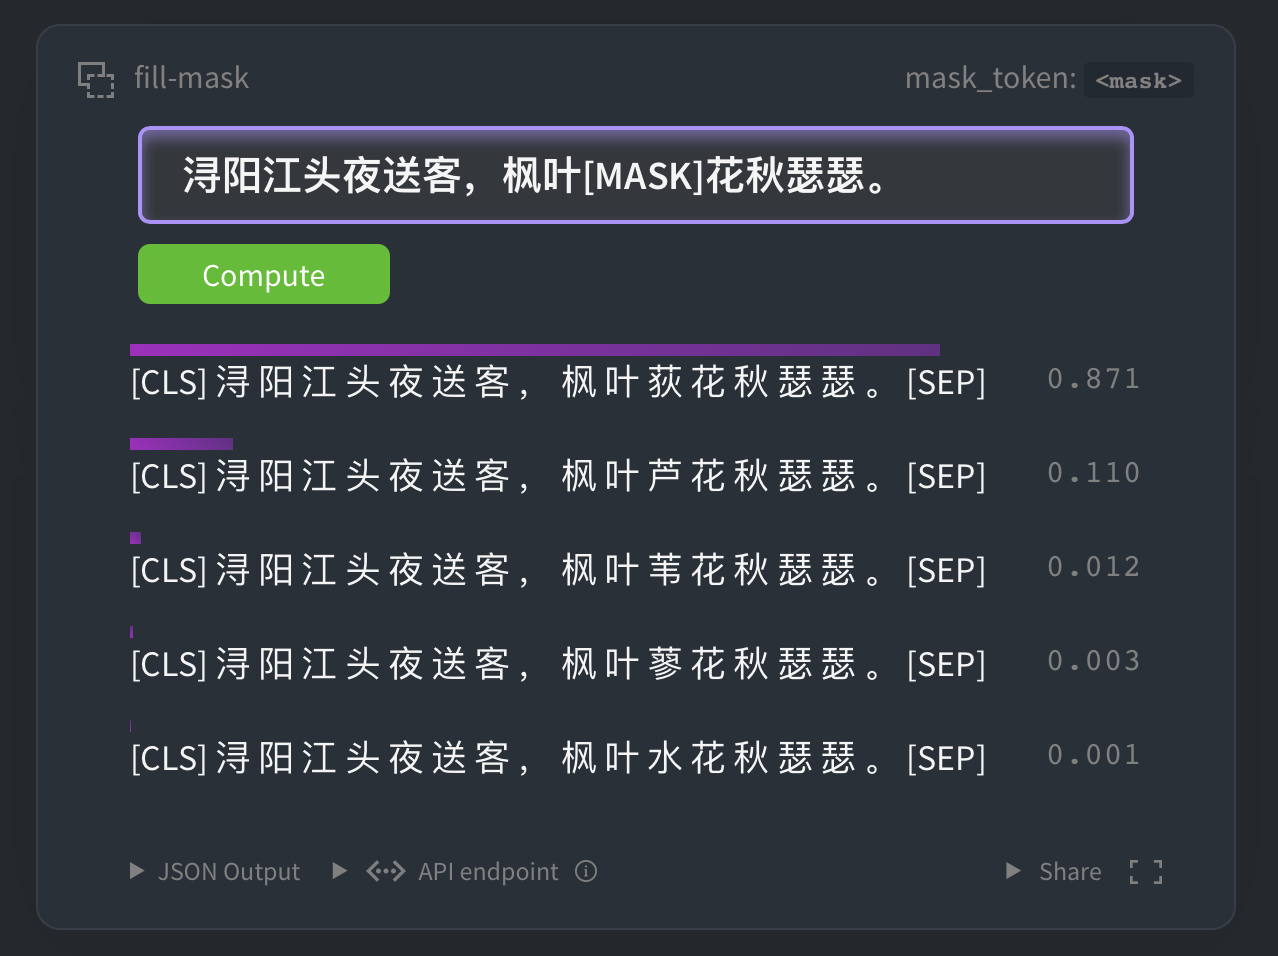 fill-mask
mask_token: <mask>
浔阳江头夜送客，枫叶[MASK]花秋瑟瑟。
Compute
[CLS] 浔 阳 江 头 夜 送 客 ， 枫 叶 荻 花 秋 瑟 瑟 。 [SEP] 0.871
[CLS] 浔 阳 江 头 夜 送 客 ， 枫 叶 芦 花 秋 瑟 瑟 。 [SEP] 0.110
[CLS] 浔 阳 江 头 夜 送 客 ， 枫 叶 苇 花 秋 瑟 瑟 。 [SEP] 0.012
[CLS] 浔 阳 江 头 夜 送 客 ， 枫 叶 蓼 花 秋 瑟 瑟 。 [SEP] 0.003
[CLS] 浔 阳 江 头 夜 送 客 ， 枫 叶 水 花 秋 瑟 瑟 。 [SEP] 0.001
JSON Output
API endpoint
Share